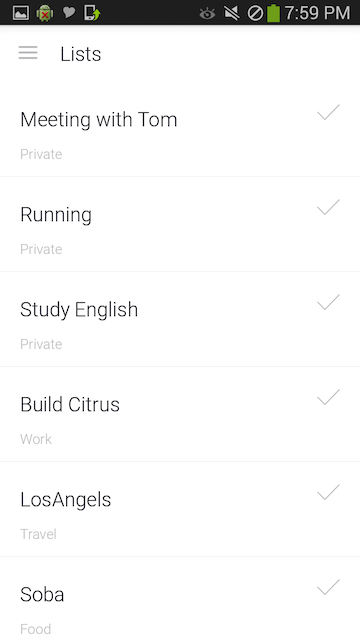 7:59 PM
Lists
Meeting with Tom
Private
Running
Private
Study English
Private
Build Citrus
Work
LosAngels
Travel
Soba
Food